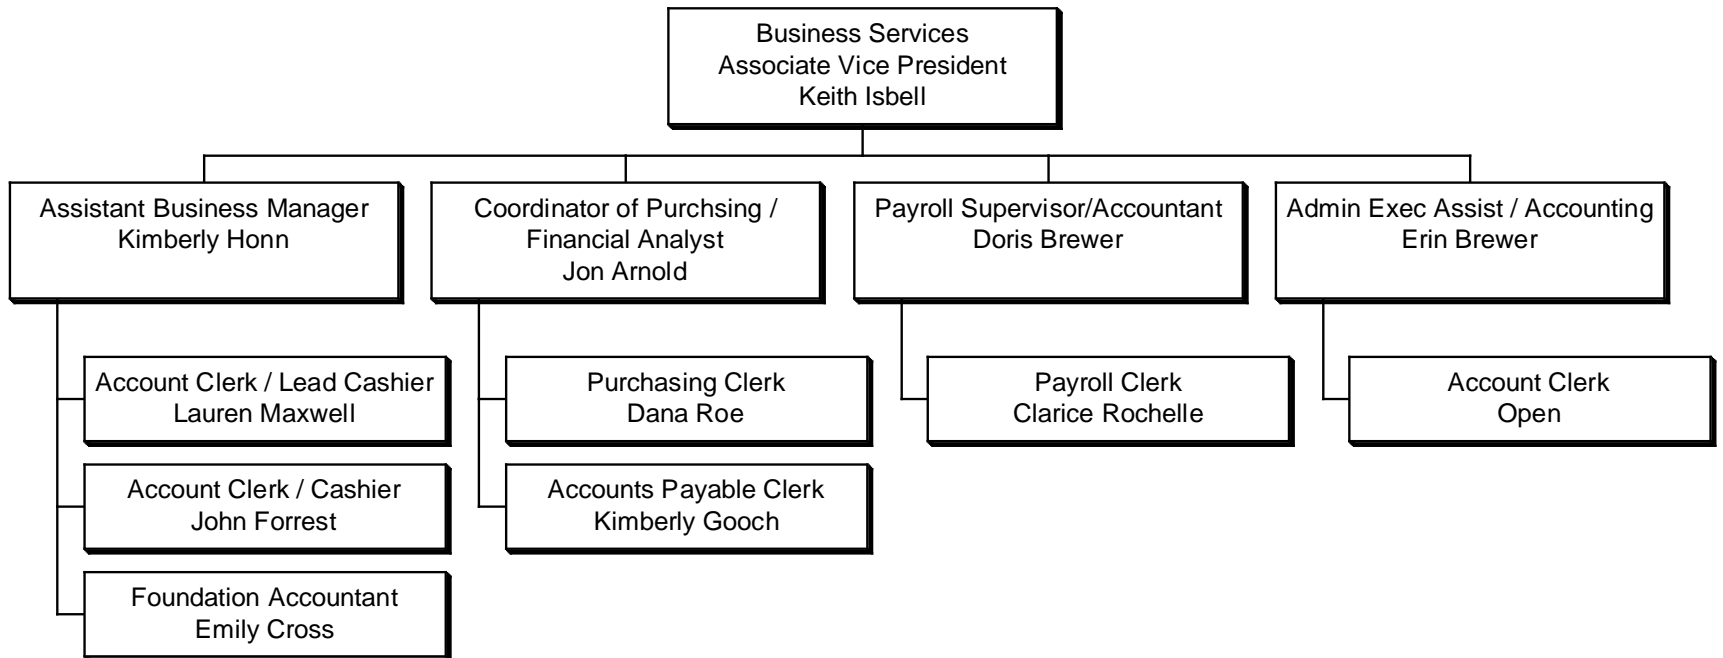 Business Services
Associate Vice President
Keith Isbell
Assistant Business Manager
Kimberly Honn
Coordinator of Purchsing /
Financial Analyst
Jon Arnold
Payroll Supervisor/Accountant
Doris Brewer
Admin Exec Assist / Accounting
Erin Brewer
Account Clerk / Lead Cashier
Lauren Maxwell
Purchasing Clerk
Dana Roe
Payroll Clerk
Clarice Rochelle
Account Clerk
Open
Account Clerk / Cashier
John Forrest
Accounts Payable Clerk
Kimberly Gooch
Foundation Accountant
Emily Cross